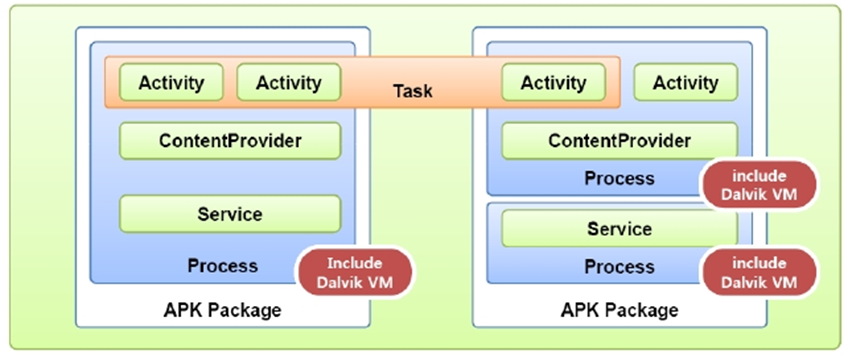 Activity
Activity
Task
Activity
Activity
ContentProvider
ContentProvider
Process
include
Dalvik VM
Service
Service
Process
Include
Dalvik VM
Process
include
Dalvik VM
APK Package
APK Package